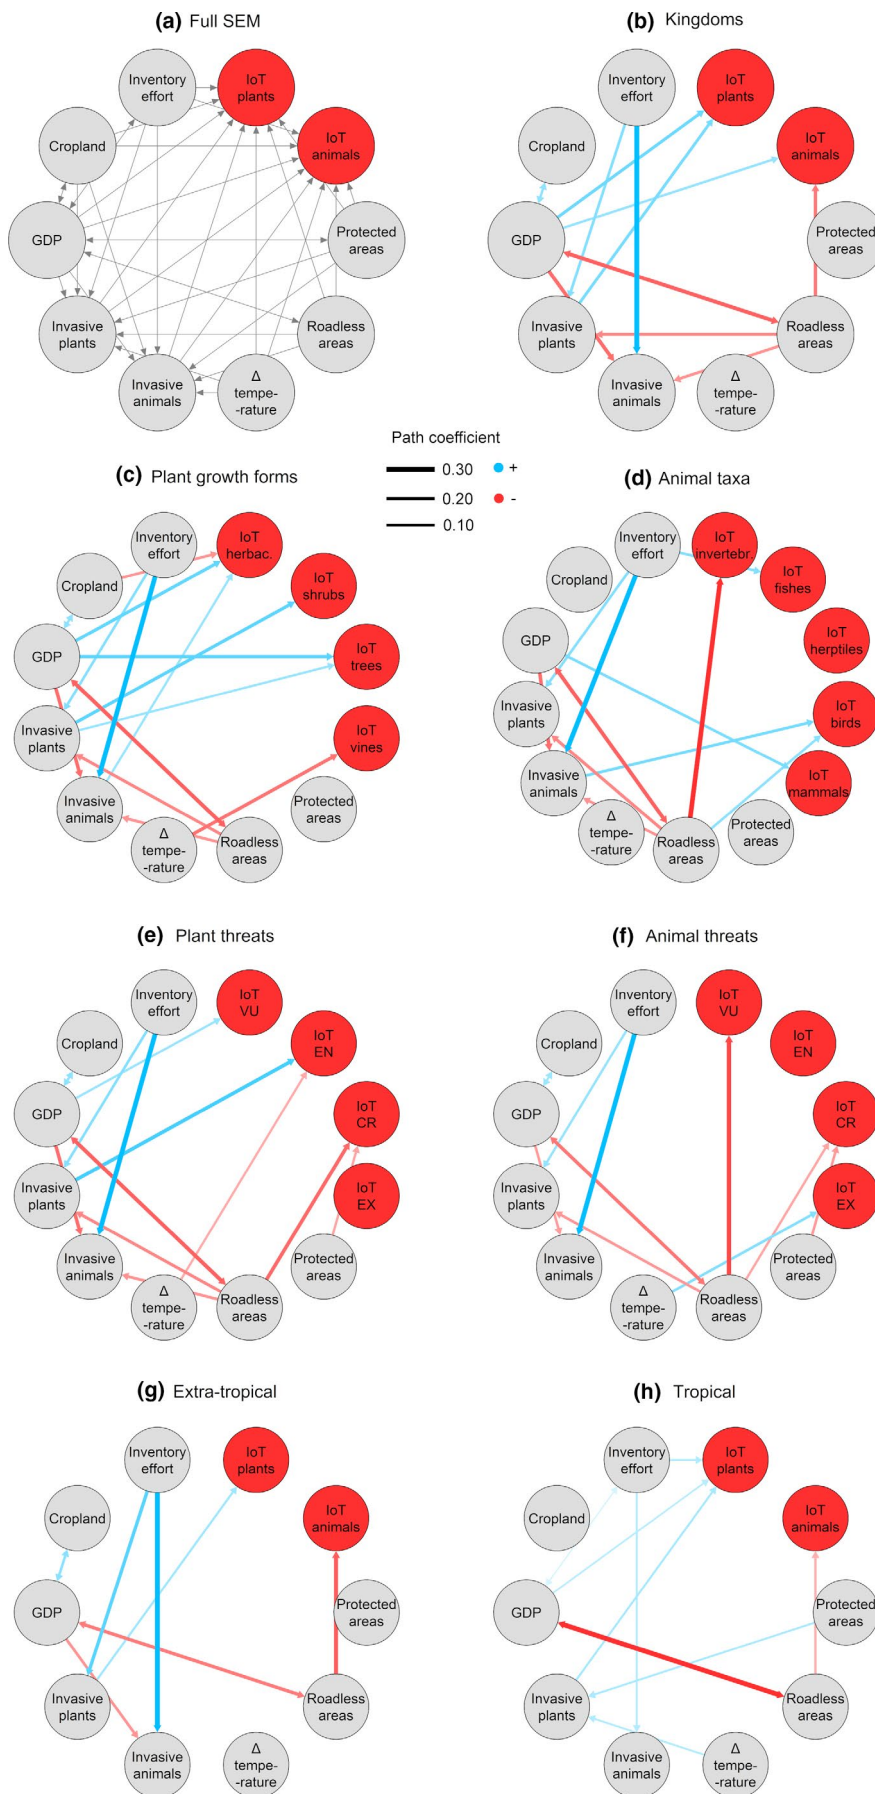 (a) Full SEM
Inventory
effort
IoT
plants
Cropland
IoT
animals
GDP
Protected
areas
Invasive
plants
Roadless
areas
Invasive
animals
Δ
tempe-
-rature
(b) Kingdoms
Inventory
effort
IoT
plants
Cropland
IoT
animals
GDP
Protected
areas
Invasive
plants
Roadless
areas
Invasive
animals
Δ
tempe-
-rature
Path coefficient
0.30 +
0.20 -
0.10
(c) Plant growth forms
Inventory
effort
IoT
herbac.
Cropland
IoT
shrubs
GDP
IoT
trees
Invasive
plants
IoT
vines
Invasive
animals
Protected
areas
Δ
tempe-
-rature
Roadless
areas
(d) Animal taxa
Inventory
effort
IoT
invertebr.
Cropland
IoT
fishes
GDP
IoT
herptiles
Invasive
plants
IoT
birds
Invasive
animals
IoT
mammals
Δ
tempe-
-rature
Roadless
areas
Protected
areas
(e) Plant threats
Inventory
effort
IoT
VU
Cropland
IoT
EN
GDP
IoT
CR
Invasive
plants
IoT
EX
Invasive
animals
Protected
areas
Δ
tempe-
-rature
Roadless
areas
(f) Animal threats
Inventory
effort
IoT
VU
Cropland
IoT
EN
GDP
IoT
CR
Invasive
plants
IoT
EX
Invasive
animals
Protected
areas
Δ
tempe-
-rature
Roadless
areas
(g) Extra-tropical
Inventory
effort
IoT
plants
Cropland
IoT
animals
GDP
Protected
areas
Invasive
plants
Roadless
areas
Invasive
animals
Δ
tempe-
-rature
(h) Tropical
Inventory
effort
IoT
plants
Cropland
IoT
animals
GDP
Protected
areas
Invasive
plants
Roadless
areas
Invasive
animals
Δ
tempe-
-rature